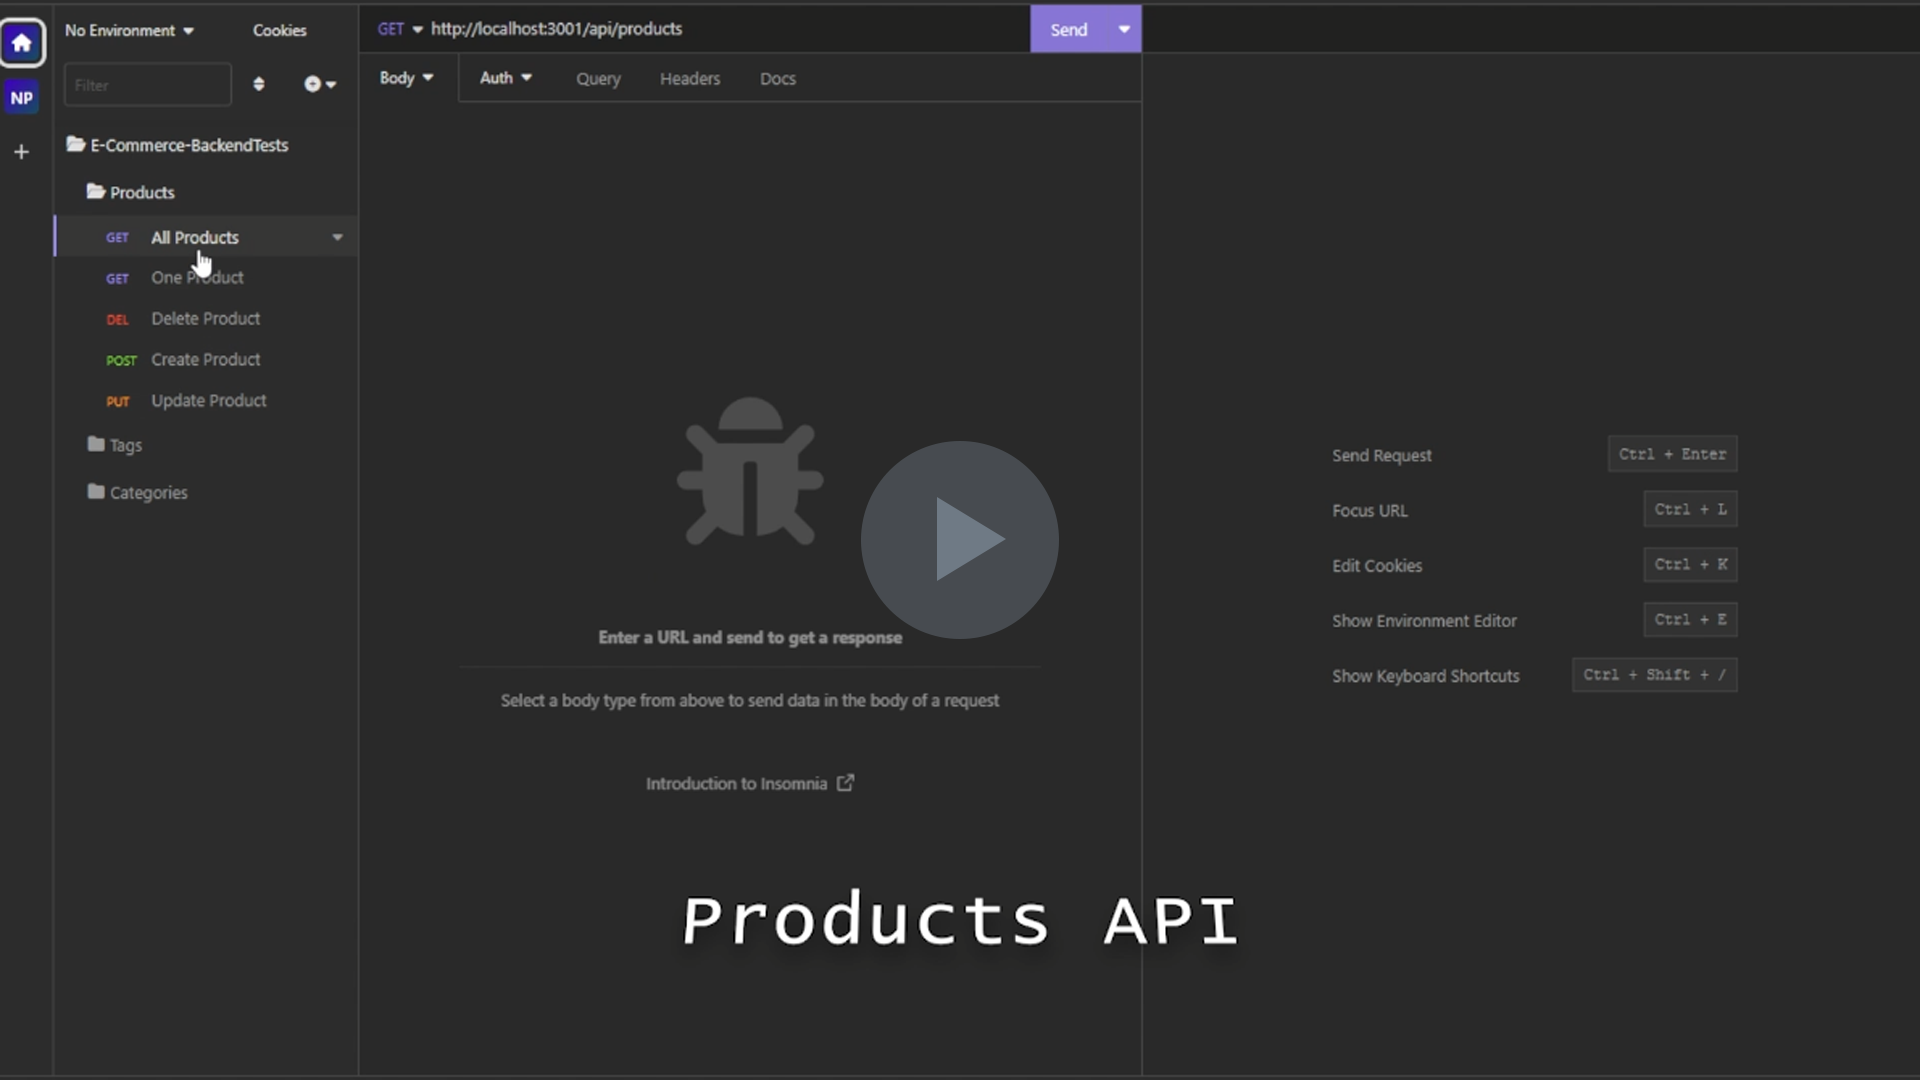 No Environment
Cookies
GET http://localhost:3001/api/products
Send
Filter
Body
Auth
Query
Headers
Docs
NP
E-Commerce-BackendTests
Products
GET All Products
GET One Product
DEL Delete Product
POST Create Product
PUT Update Product
Tags
Categories
Enter a URL and send to get a response
Select a body type from above to send data in the body of a request
Introduction to Insomnia
Send Request Ctrl + Enter
Focus URL Ctrl + L
Edit Cookies Ctrl + K
Show Environment Editor Ctrl + E
Show Keyboard Shortcuts Ctrl + Shift + /
Products API